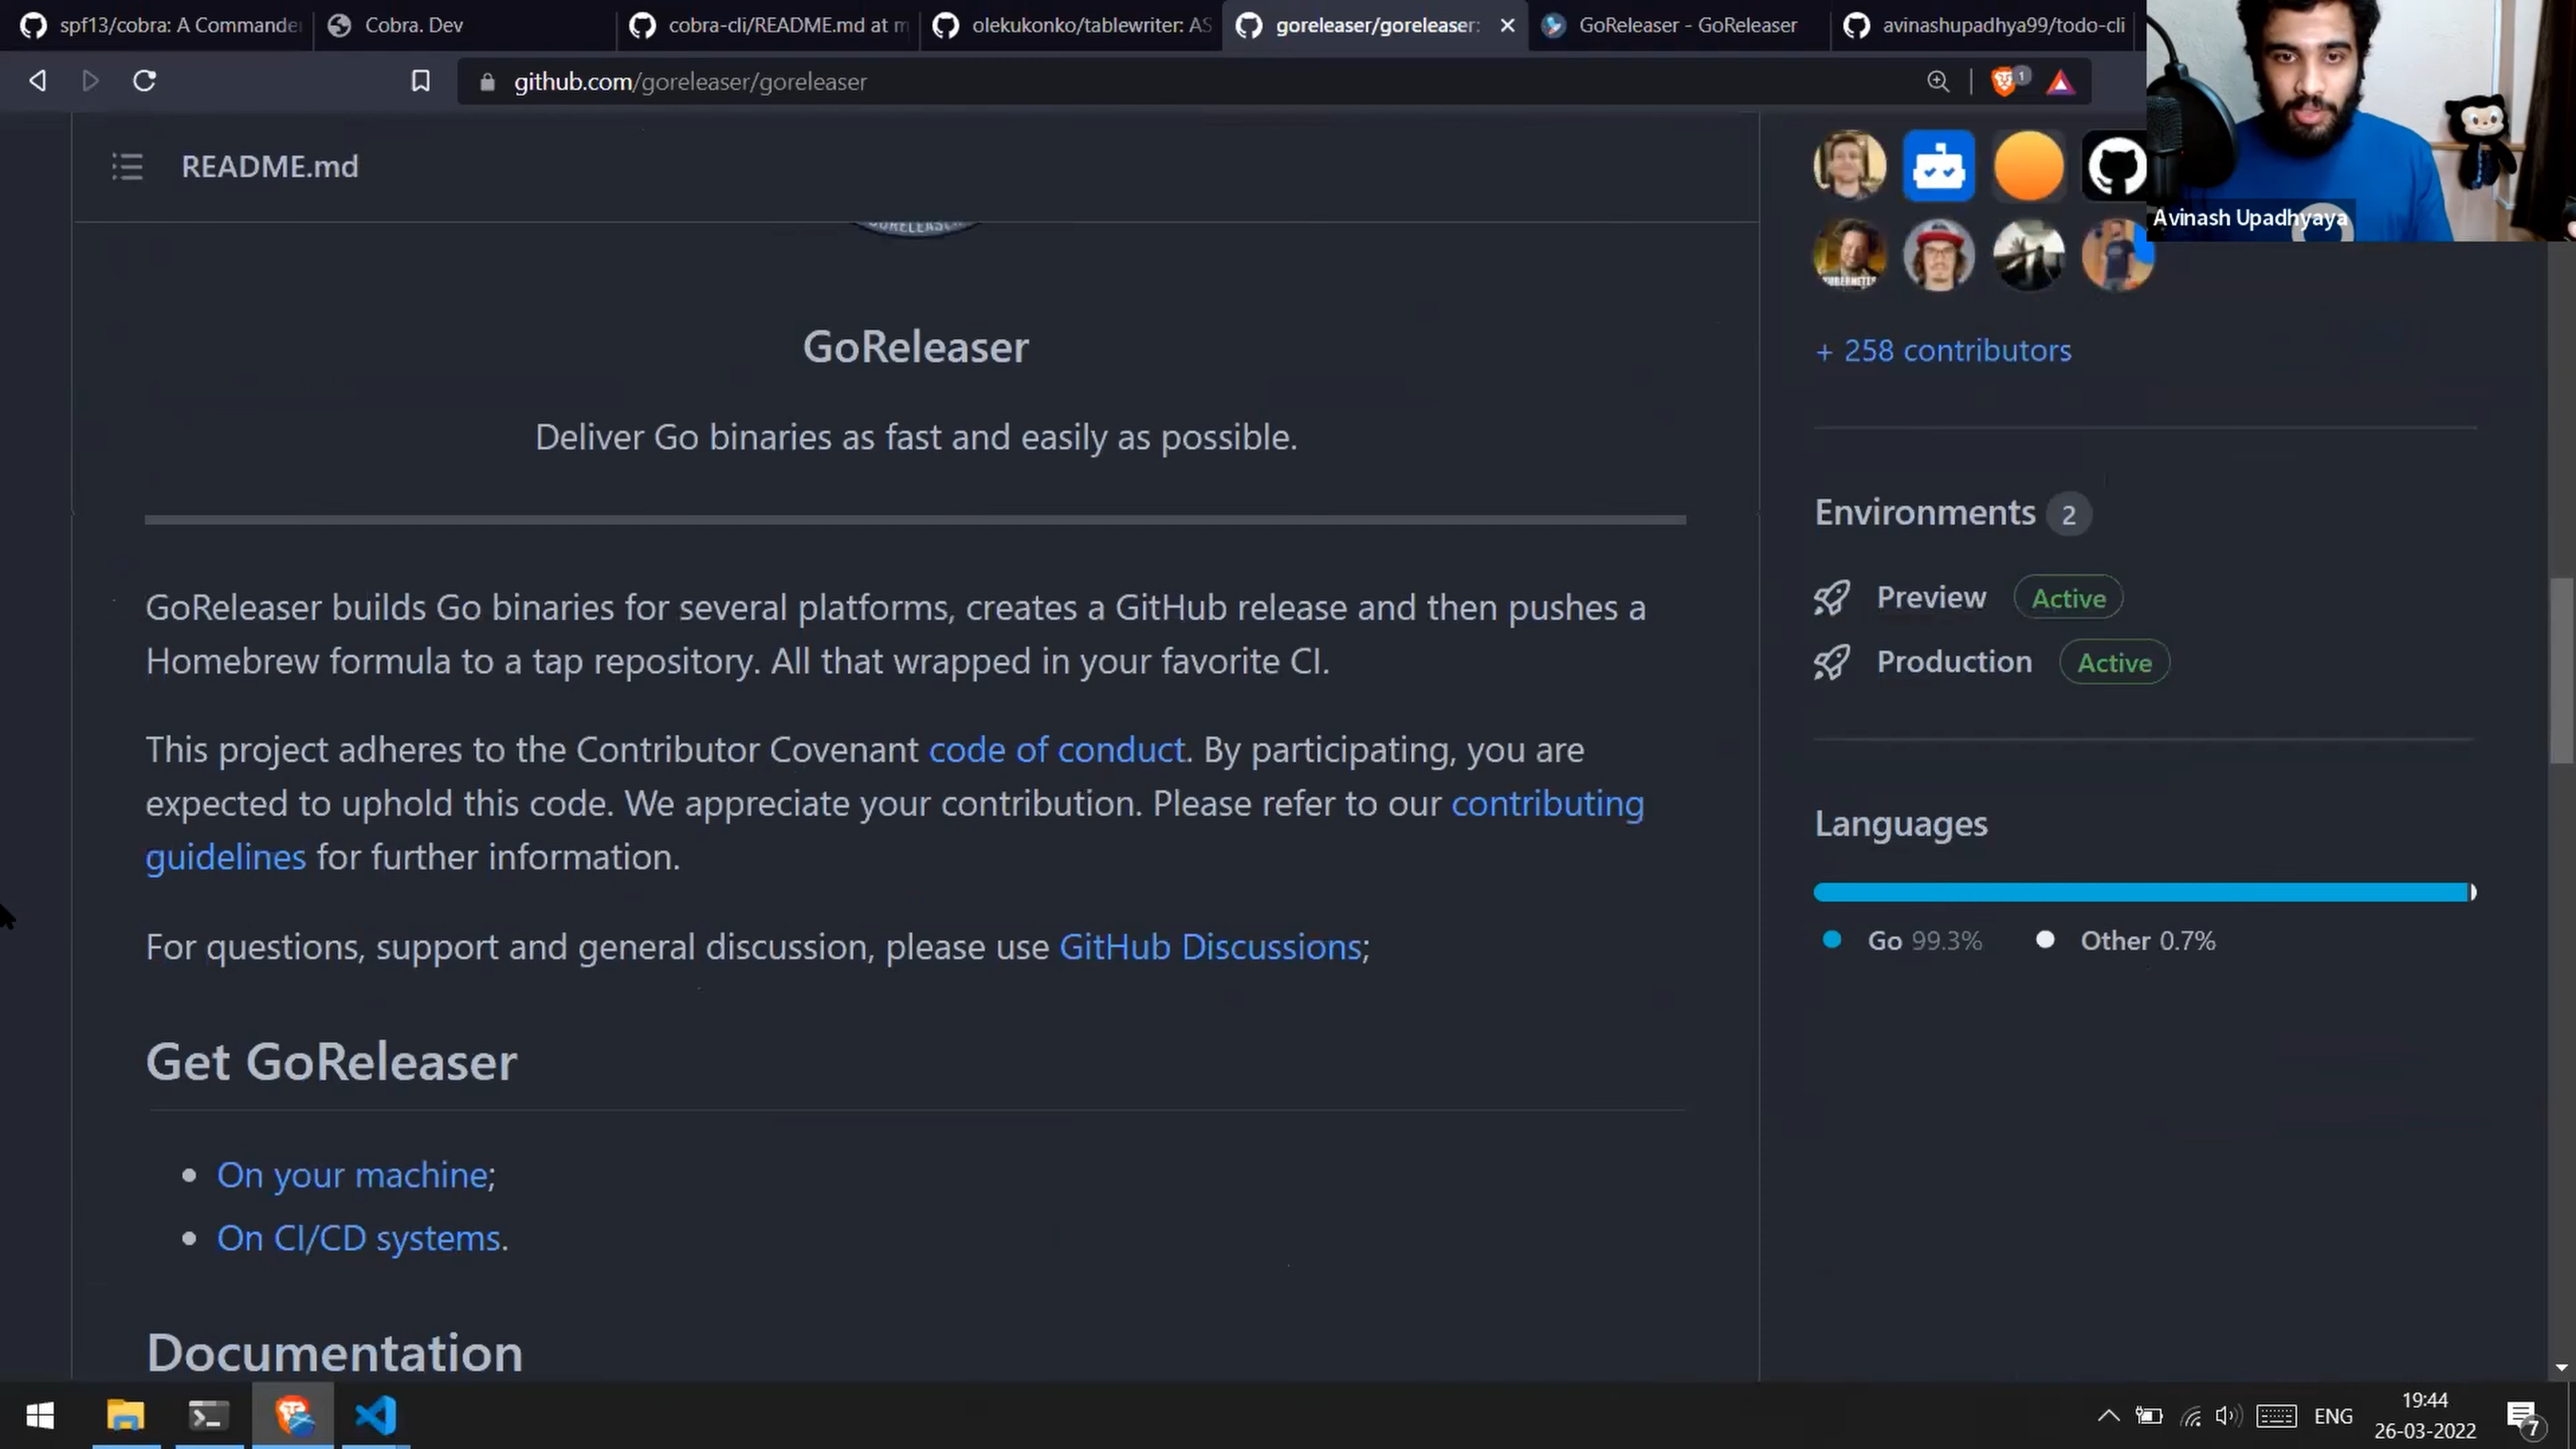 spf13/cobra: A Commander
Cobra. Dev
cobra-cli/README.md at m
olekukonko/tablewriter: AS
goreleaser/goreleaser:
GoReleaser - GoReleaser
avinashupadhya99/todo-cli
github.com/goreleaser/goreleaser
1
README.md
Avinash Upadhyaya
GORELEASER
GoReleaser
+ 258 contributors
Deliver Go binaries as fast and easily as possible.
Environments 2
GoReleaser builds Go binaries for several platforms, creates a GitHub release and then pushes a
Homebrew formula to a tap repository. All that wrapped in your favorite CI.
Preview Active
Production Active
This project adheres to the Contributor Covenant code of conduct. By participating, you are
expected to uphold this code. We appreciate your contribution. Please refer to our contributing
guidelines for further information.
Languages
Go 99.3% Other 0.7%
For questions, support and general discussion, please use GitHub Discussions;
Get GoReleaser
On your machine;
On CI/CD systems.
Documentation
ENG
19:44
26-03-2022
7